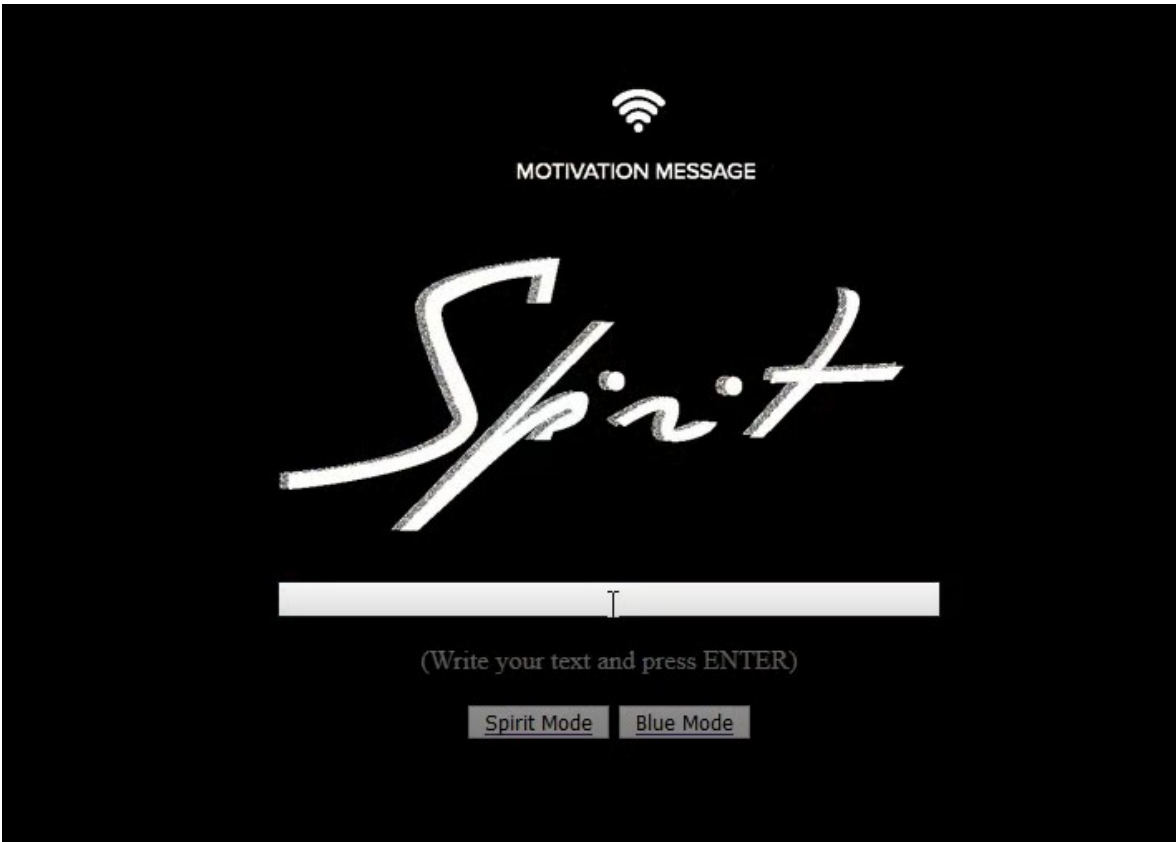 MOTIVATION MESSAGE
Spirit
(Write your text and press ENTER)
Spirit Mode Blue Mode